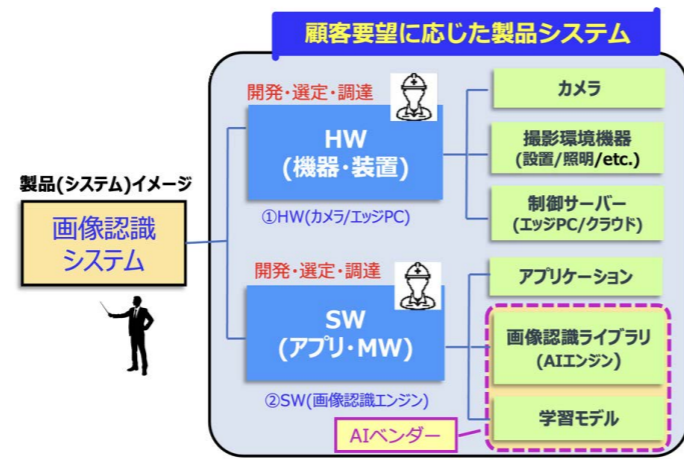 顧客要望に応じた製品システム
開発・選定・調達
HW
(機器・装置)
①HW(カメラ/エッジPC)
カメラ
撮影環境機器
(設置/照明/etc.)
制御サーバー
(エッジPC/クラウド)
製品(システム)イメージ
画像認識
システム
開発・選定・調達
SW
(アプリ・MW)
②SW(画像認識エンジン)
アプリケーション
画像認識ライブラリ
(AIエンジン)
学習モデル
AIベンダー